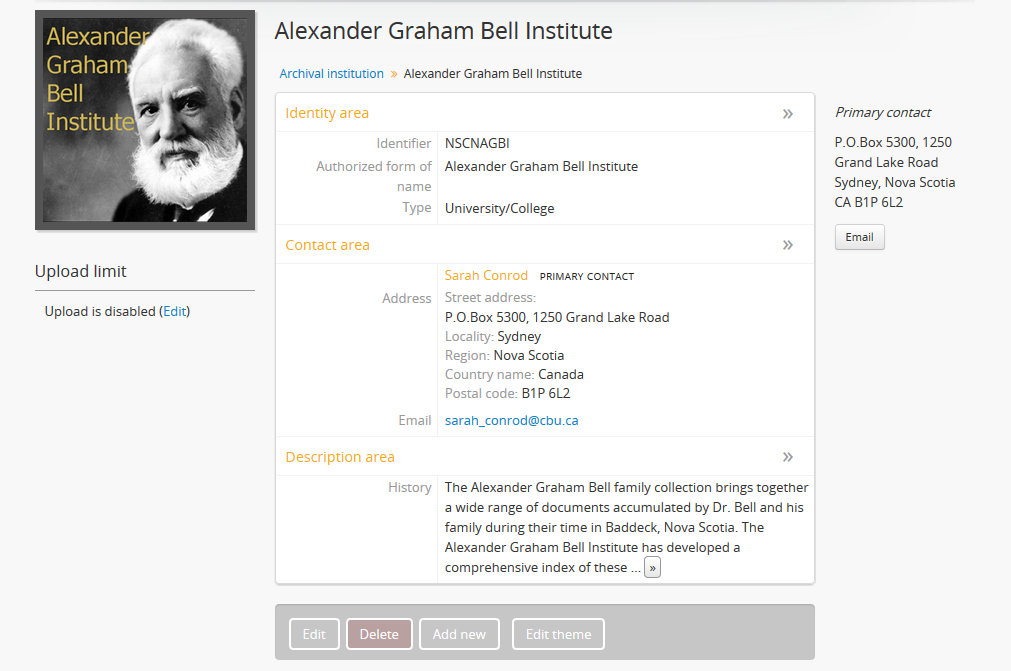 Alexander
Graham
Bell
Institute
Upload limit
Upload is disabled (Edit)
Alexander Graham Bell Institute
Archival institution » Alexander Graham Bell Institute
Identity area »
Identifier NSCNAGBI
Authorized form of name Alexander Graham Bell Institute
Type University/College
Contact area »
Sarah Conrod PRIMARY CONTACT
Address Street address:
P.O.Box 5300, 1250 Grand Lake Road
Locality: Sydney
Region: Nova Scotia
Country name: Canada
Postal code: B1P 6L2
Email sarah_conrod@cbu.ca
Description area »
History The Alexander Graham Bell family collection brings together
a wide range of documents accumulated by Dr. Bell and his
family during their time in Baddeck, Nova Scotia. The
Alexander Graham Bell Institute has developed a
comprehensive index of these ... »
Edit Delete Add new Edit theme
Primary contact
P.O.Box 5300, 1250
Grand Lake Road
Sydney, Nova Scotia
CA B1P 6L2
Email